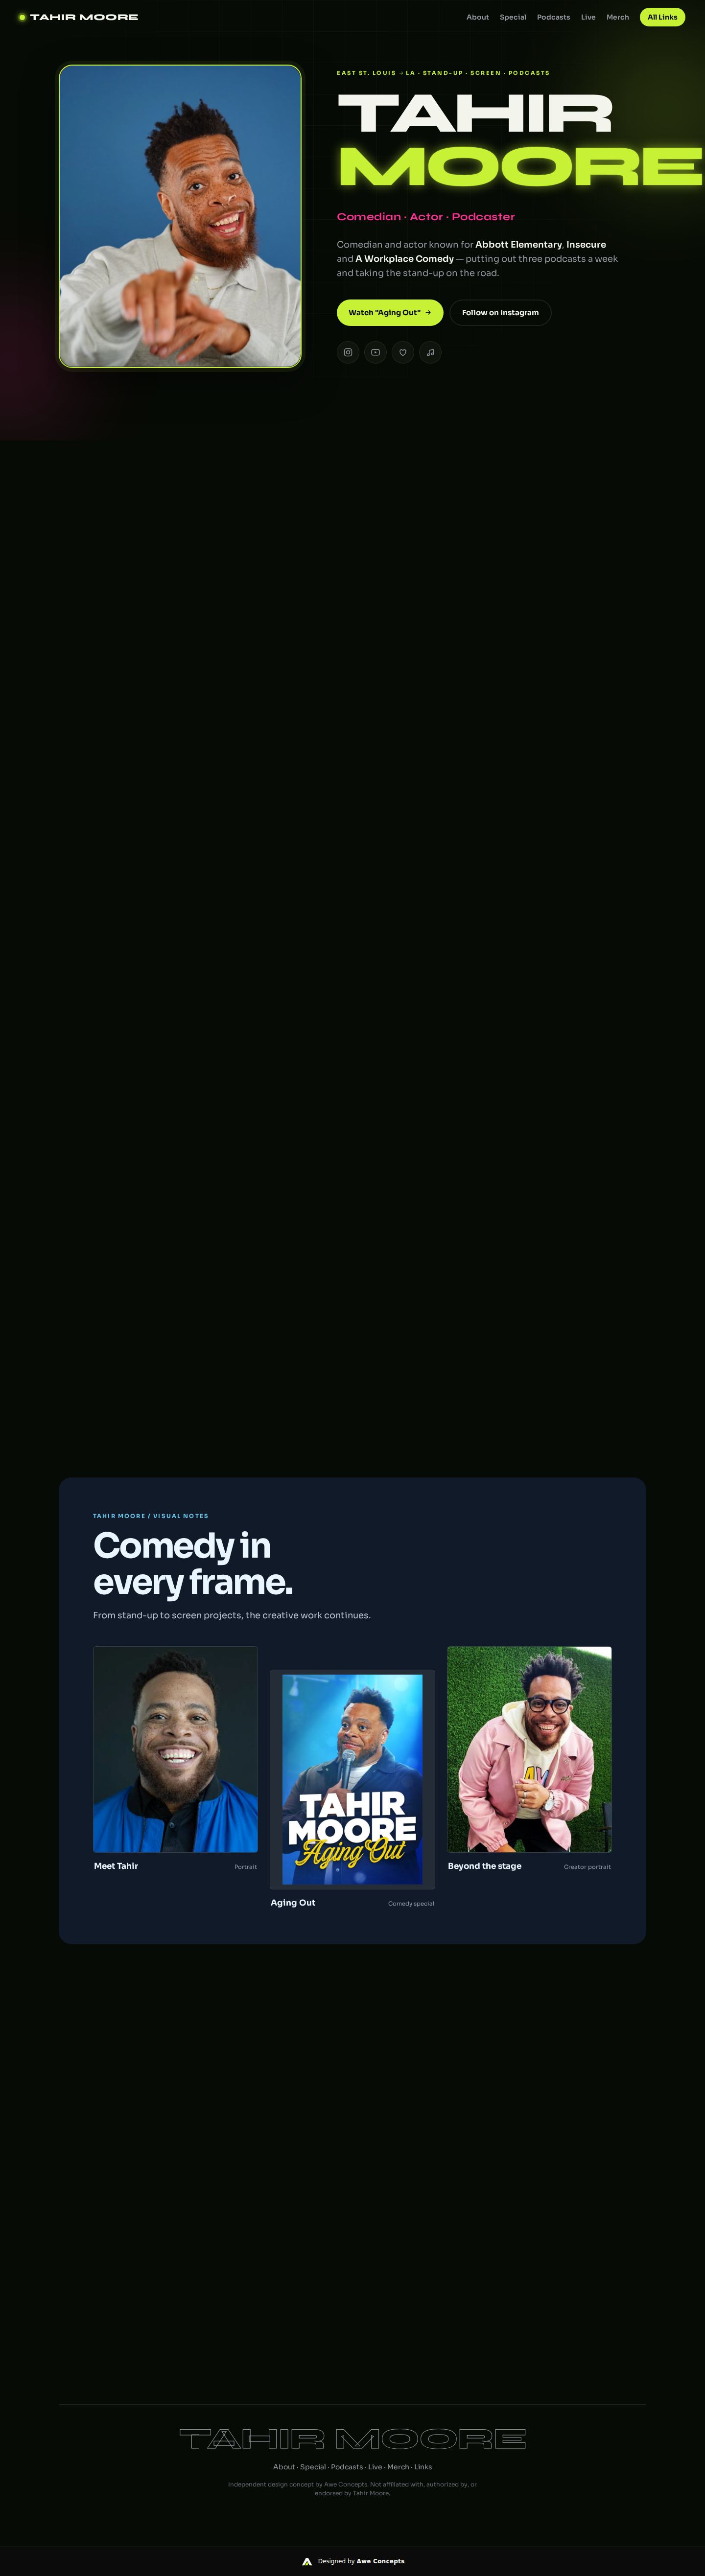 TAHIR MOORE
About Special Podcasts Live Merch All Links
EAST ST. LOUIS → LA · STAND-UP · SCREEN · PODCASTS
TAHIR
MOORE
Comedian · Actor · Podcaster
Comedian and actor known for Abbott Elementary, Insecure
and A Workplace Comedy — putting out three podcasts a week
and taking the stand-up on the road.
Watch "Aging Out" → Follow on Instagram
TAHIR MOORE / VISUAL NOTES
Comedy in
every frame.
From stand-up to screen projects, the creative work continues.
TAHIR
MOORE
Aging Out
Meet Tahir Portrait
Aging Out Comedy special
Beyond the stage Creator portrait
TAHIR MOORE
About · Special · Podcasts · Live · Merch · Links
Independent design concept by Awe Concepts. Not affiliated with, authorized by, or
endorsed by Tahir Moore.
Designed by Awe Concepts